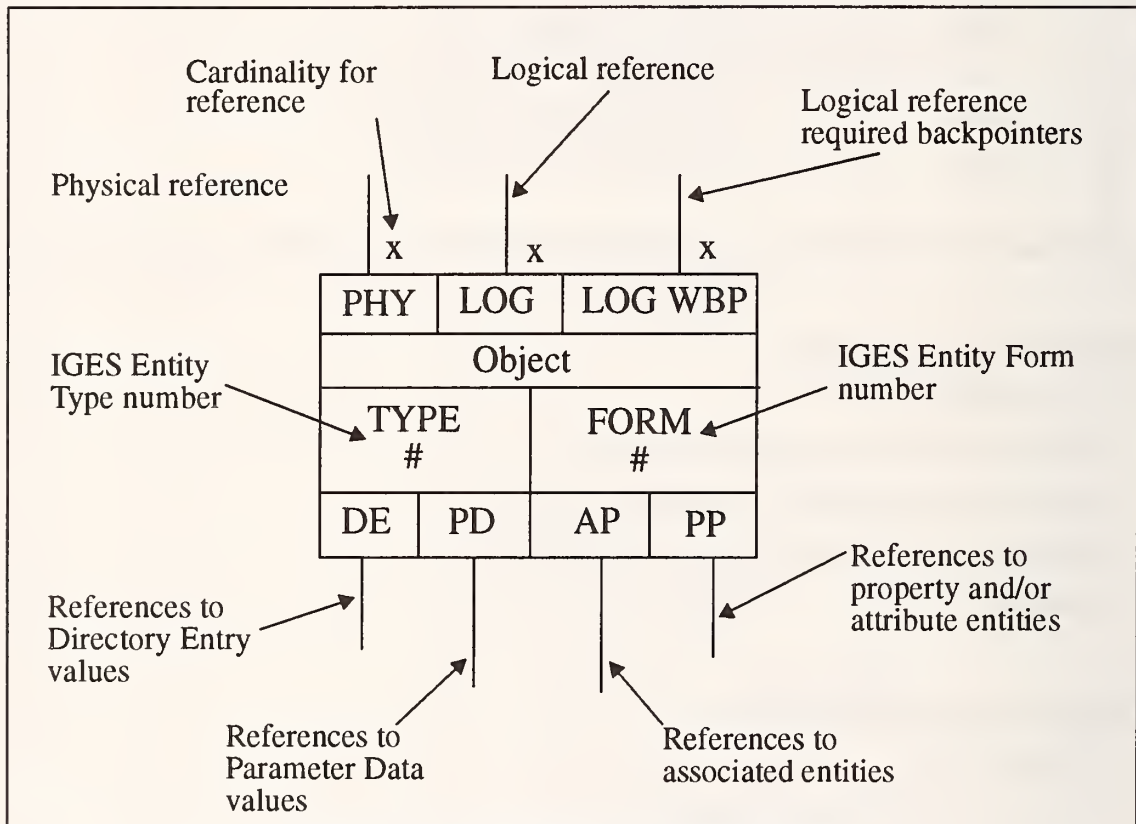 Cardinality for
reference
Logical reference
Logical reference
required backpointers
Physical reference
x
x
x
PHY
LOG
LOG WBP
Object
IGES Entity
Type number
IGES Entity Form
number
TYPE
#
FORM
#
DE
PD
AP
PP
References to
Directory Entry
values
References to
property and/or
attribute entities
References to
Parameter Data
values
References to
associated entities